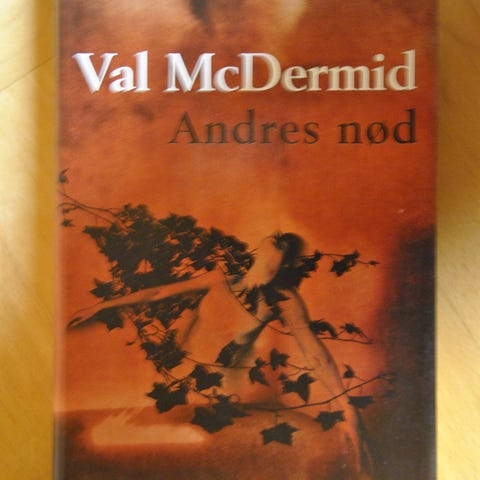 Val McDermid
Andres nød